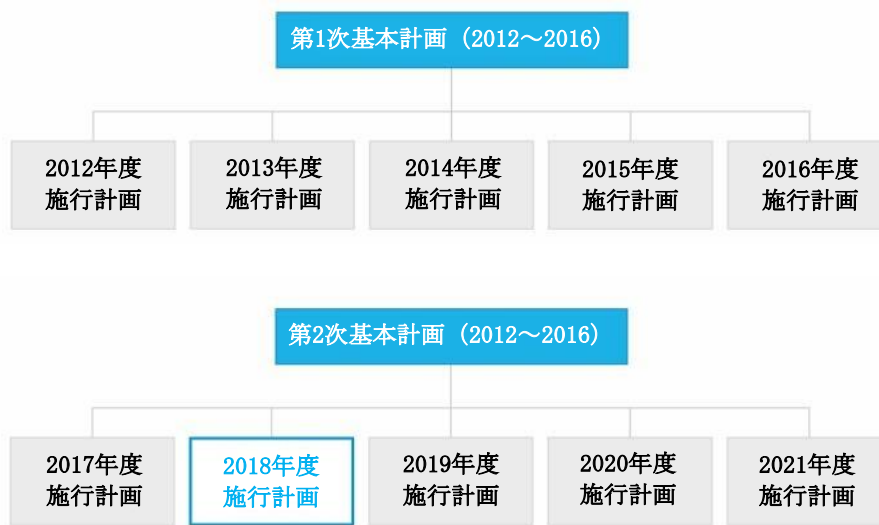 第1次基本計画（2012～2016）
2012年度
施行計画
2013年度
施行計画
2014年度
施行計画
2015年度
施行計画
2016年度
施行計画
第2次基本計画（2012～2016）
2017年度
施行計画
2018年度
施行計画
2019年度
施行計画
2020年度
施行計画
2021年度
施行計画